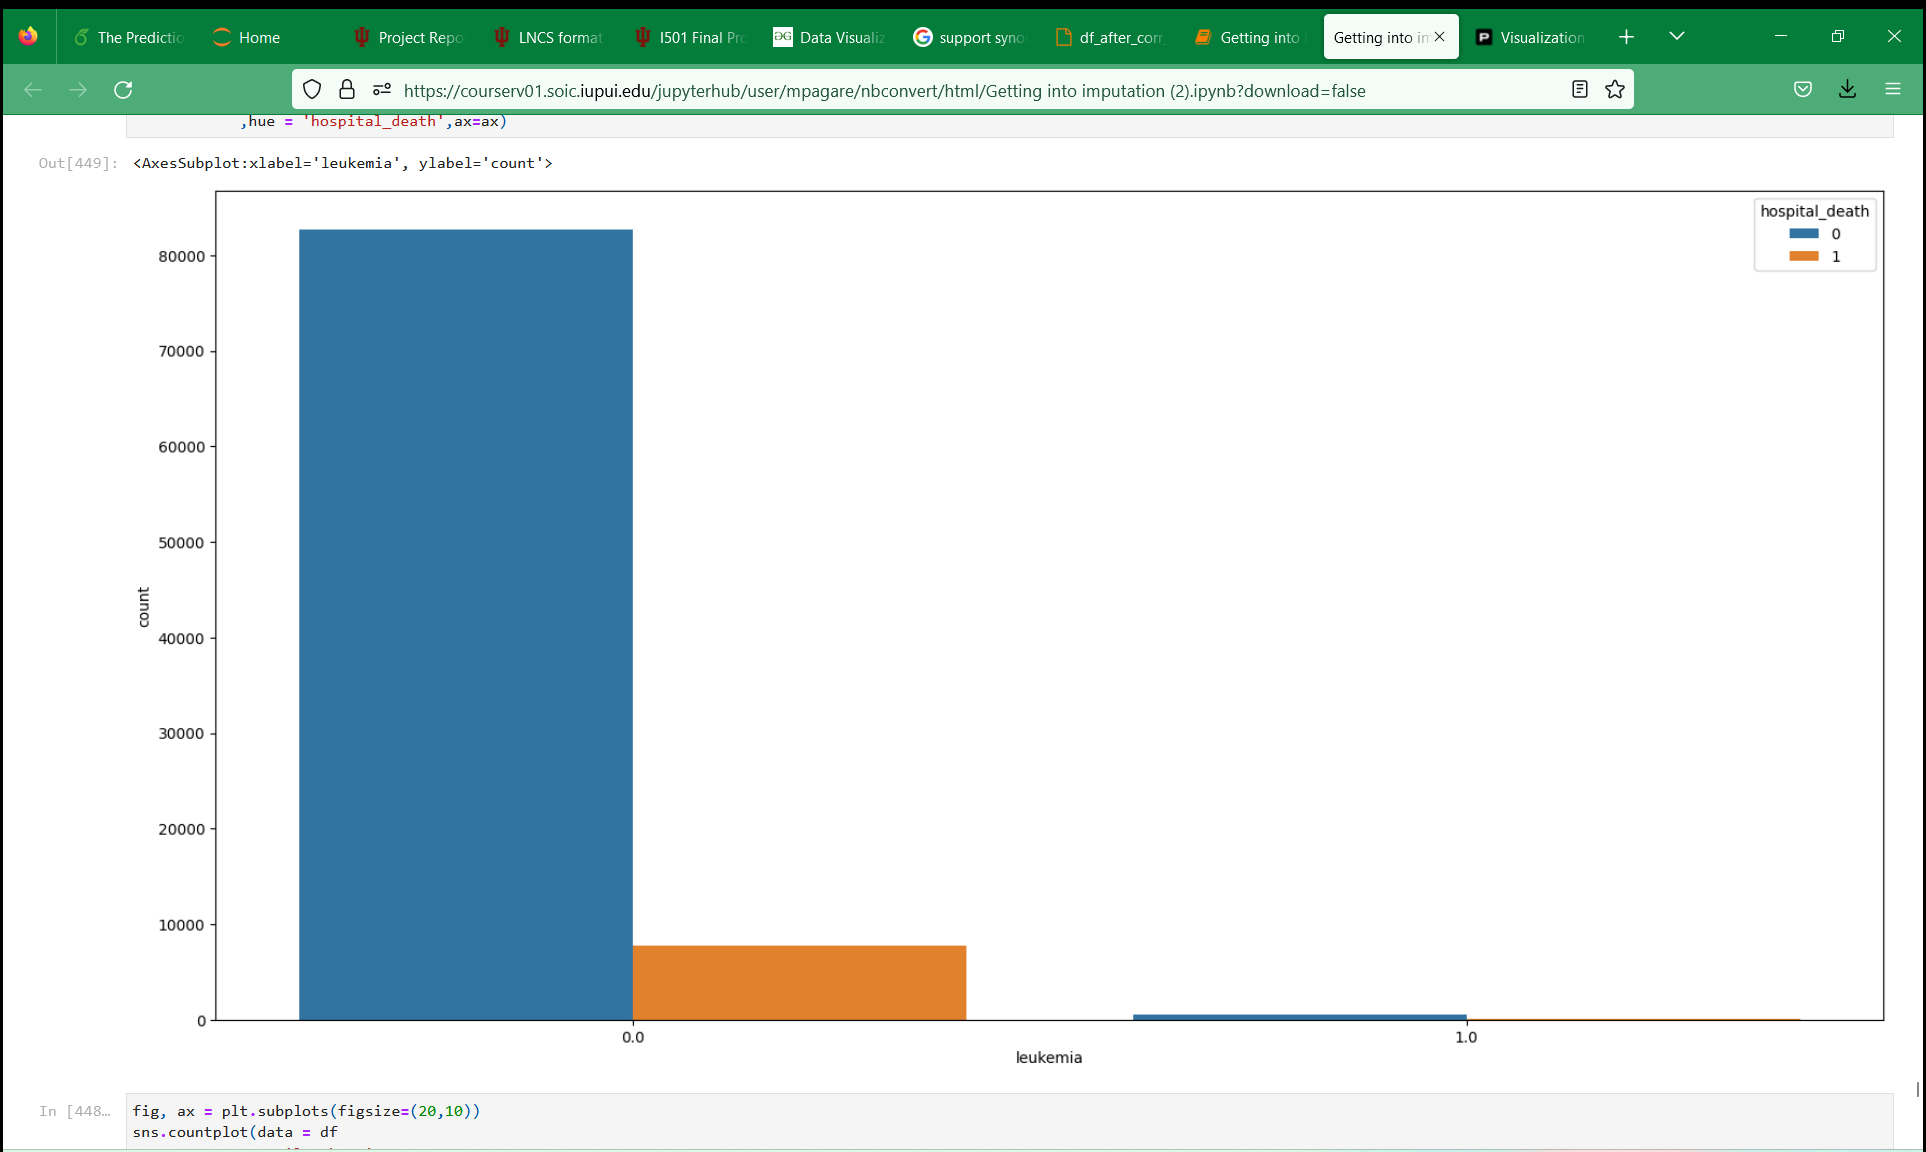 The Predictio
Home
Project Repo
LNCS format
I501 Final Pro
Data Visualiz
support syno
df_after_corr
Getting into i
Getting into im
Visualization
https://courserv01.soic.iupui.edu/jupyterhub/user/mpagare/nbconvert/html/Getting into imputation (2).ipynb?download=false
,hue = 'hospital_death',ax=ax)
Out[449]: <AxesSubplot:xlabel='leukemia', ylabel='count'>
hospital_death
0
1
80000
70000
60000
50000
40000
30000
20000
10000
0
count
0.0
1.0
leukemia
In [448…
fig, ax = plt.subplots(figsize=(20,10))
sns.countplot(data = df